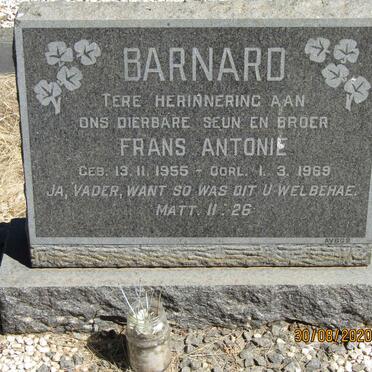 BARNARD
TERE HERINNERING AAN
ONS DIERBARE SEUN EN BROER
FRANS ANTONIE
GEB. 13.11.1955 - OORL. 1.3.1969
JA, VADER, WANT SO WAS DIT U WELBEHAE.
MATT. 11:26
30/08/2020